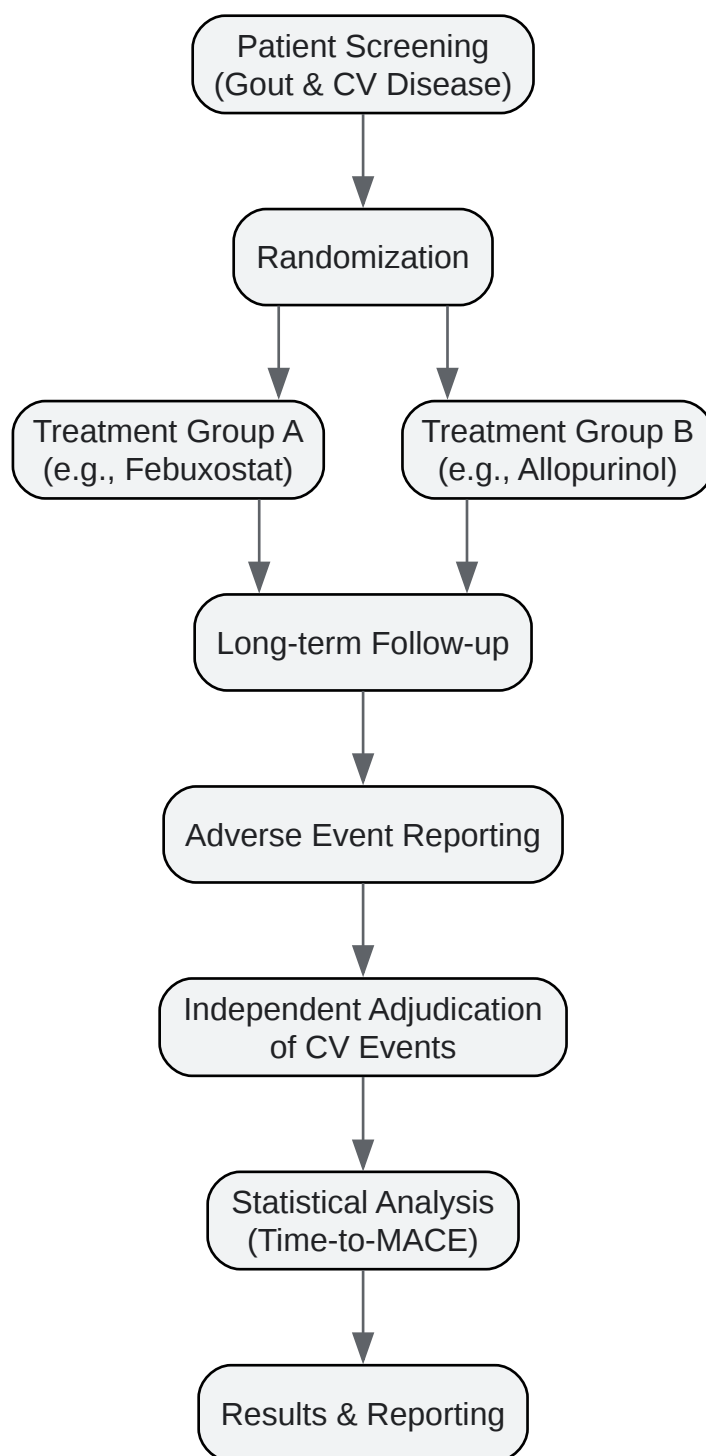 Patient Screening
(Gout & CV Disease)
Randomization
Treatment Group A
(e.g., Febuxostat)
Treatment Group B
(e.g., Allopurinol)
Long-term Follow-up
Adverse Event Reporting
Independent Adjudication
of CV Events
Statistical Analysis
(Time-to-MACE)
Results & Reporting